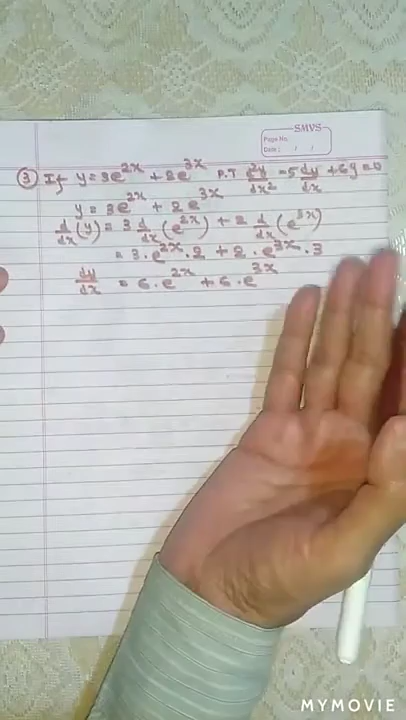 SMVS
Page No.
Date : / /
③ If y = 3e^{2x} + 2e^{3x} P.T d²y/dx² - 5 dy/dx + 6y = 0
y = 3e^{2x} + 2e^{3x}
d/dx (y) = 3 d/dx (e^{2x}) + 2 d/dx (e^{3x})
= 3 · e^{2x} · 2 + 2 · e^{3x} · 3
dy/dx = 6 · e^{2x} + 6 · e^{3x}
MYMOVIE